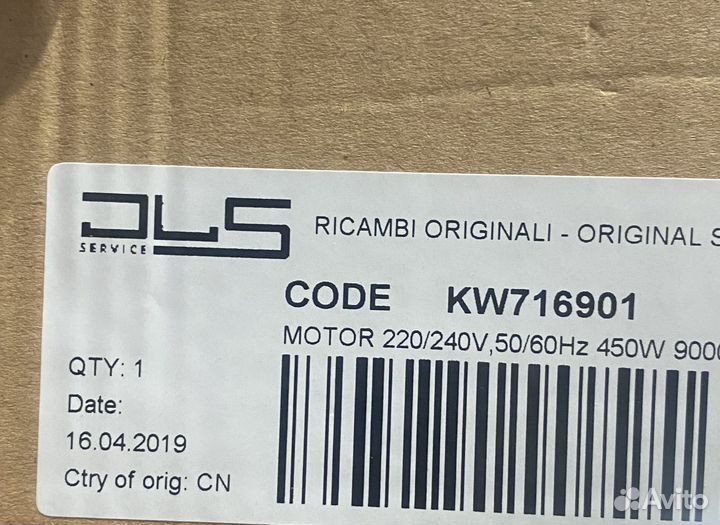 DLS
SERVICE
RICAMBI ORIGINALI - ORIGINAL S
CODE KW716901
MOTOR 220/240V,50/60Hz 450W 9000
QTY: 1
Date:
16.04.2019
Ctry of orig: CN
Avito